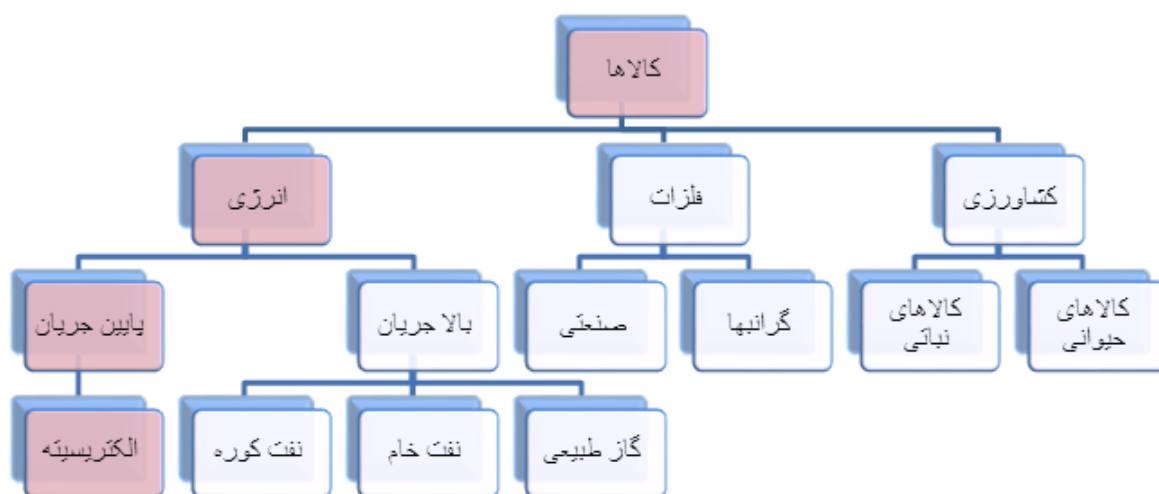 کالاها
کشاورزی
فلزات
انرژی
کالاهای
حیوانی
کالاهای
نباتی
گرانبها
صنعتی
بالا جریان
پایین جریان
گاز طبیعی
نفت خام
نفت کوره
الکتریسیته